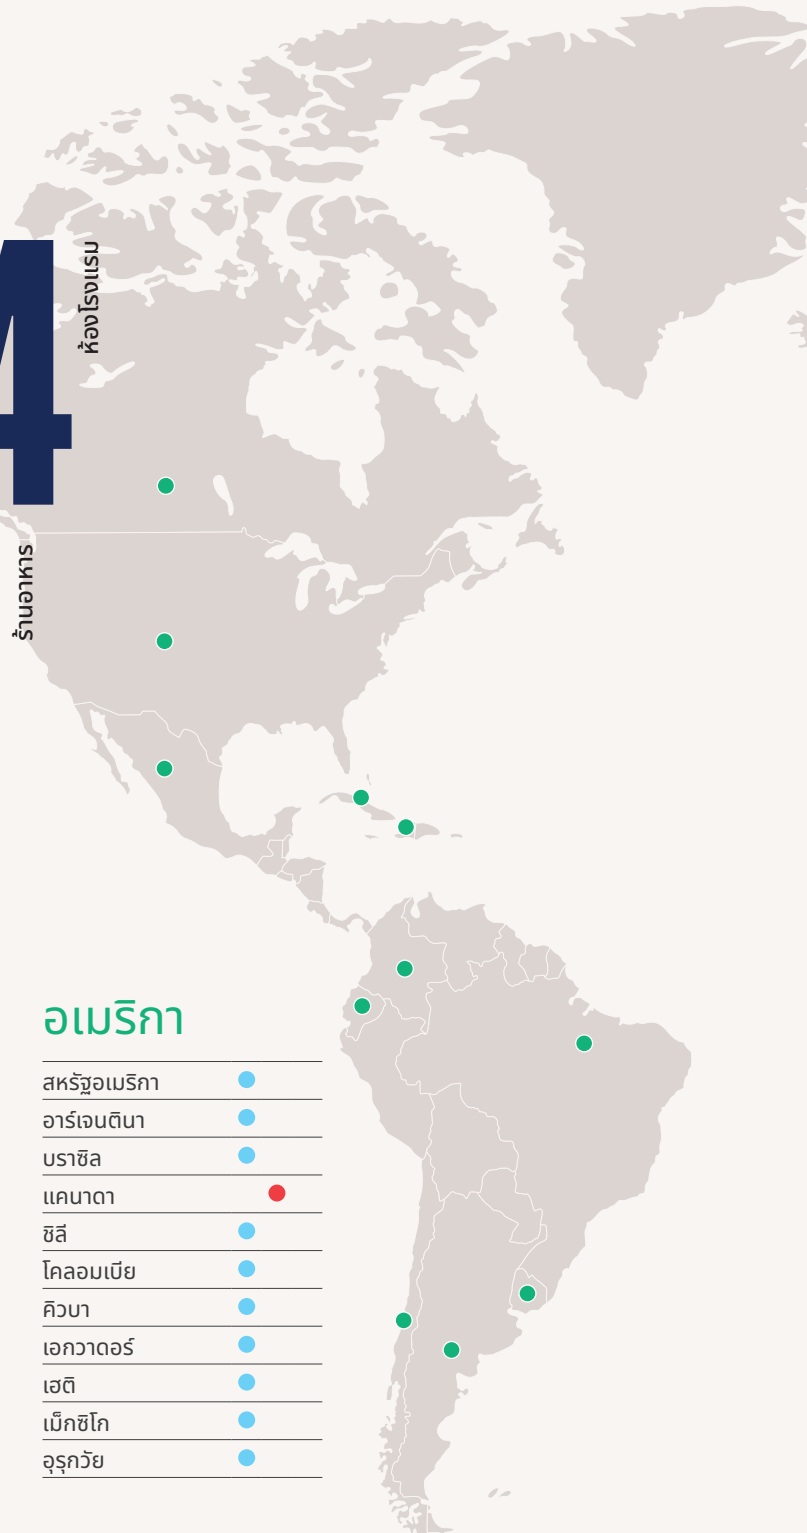 4
ห้องโรงแรม
ร้านอาหาร
อเมริกา
สหรัฐอเมริกา
อาร์เจนตินา
บราซิล
แคนาดา
ชิลี
โคลอมเบีย
คิวบา
เอกวาดอร์
เฮติ
เม็กซิโก
อุรุกวัย